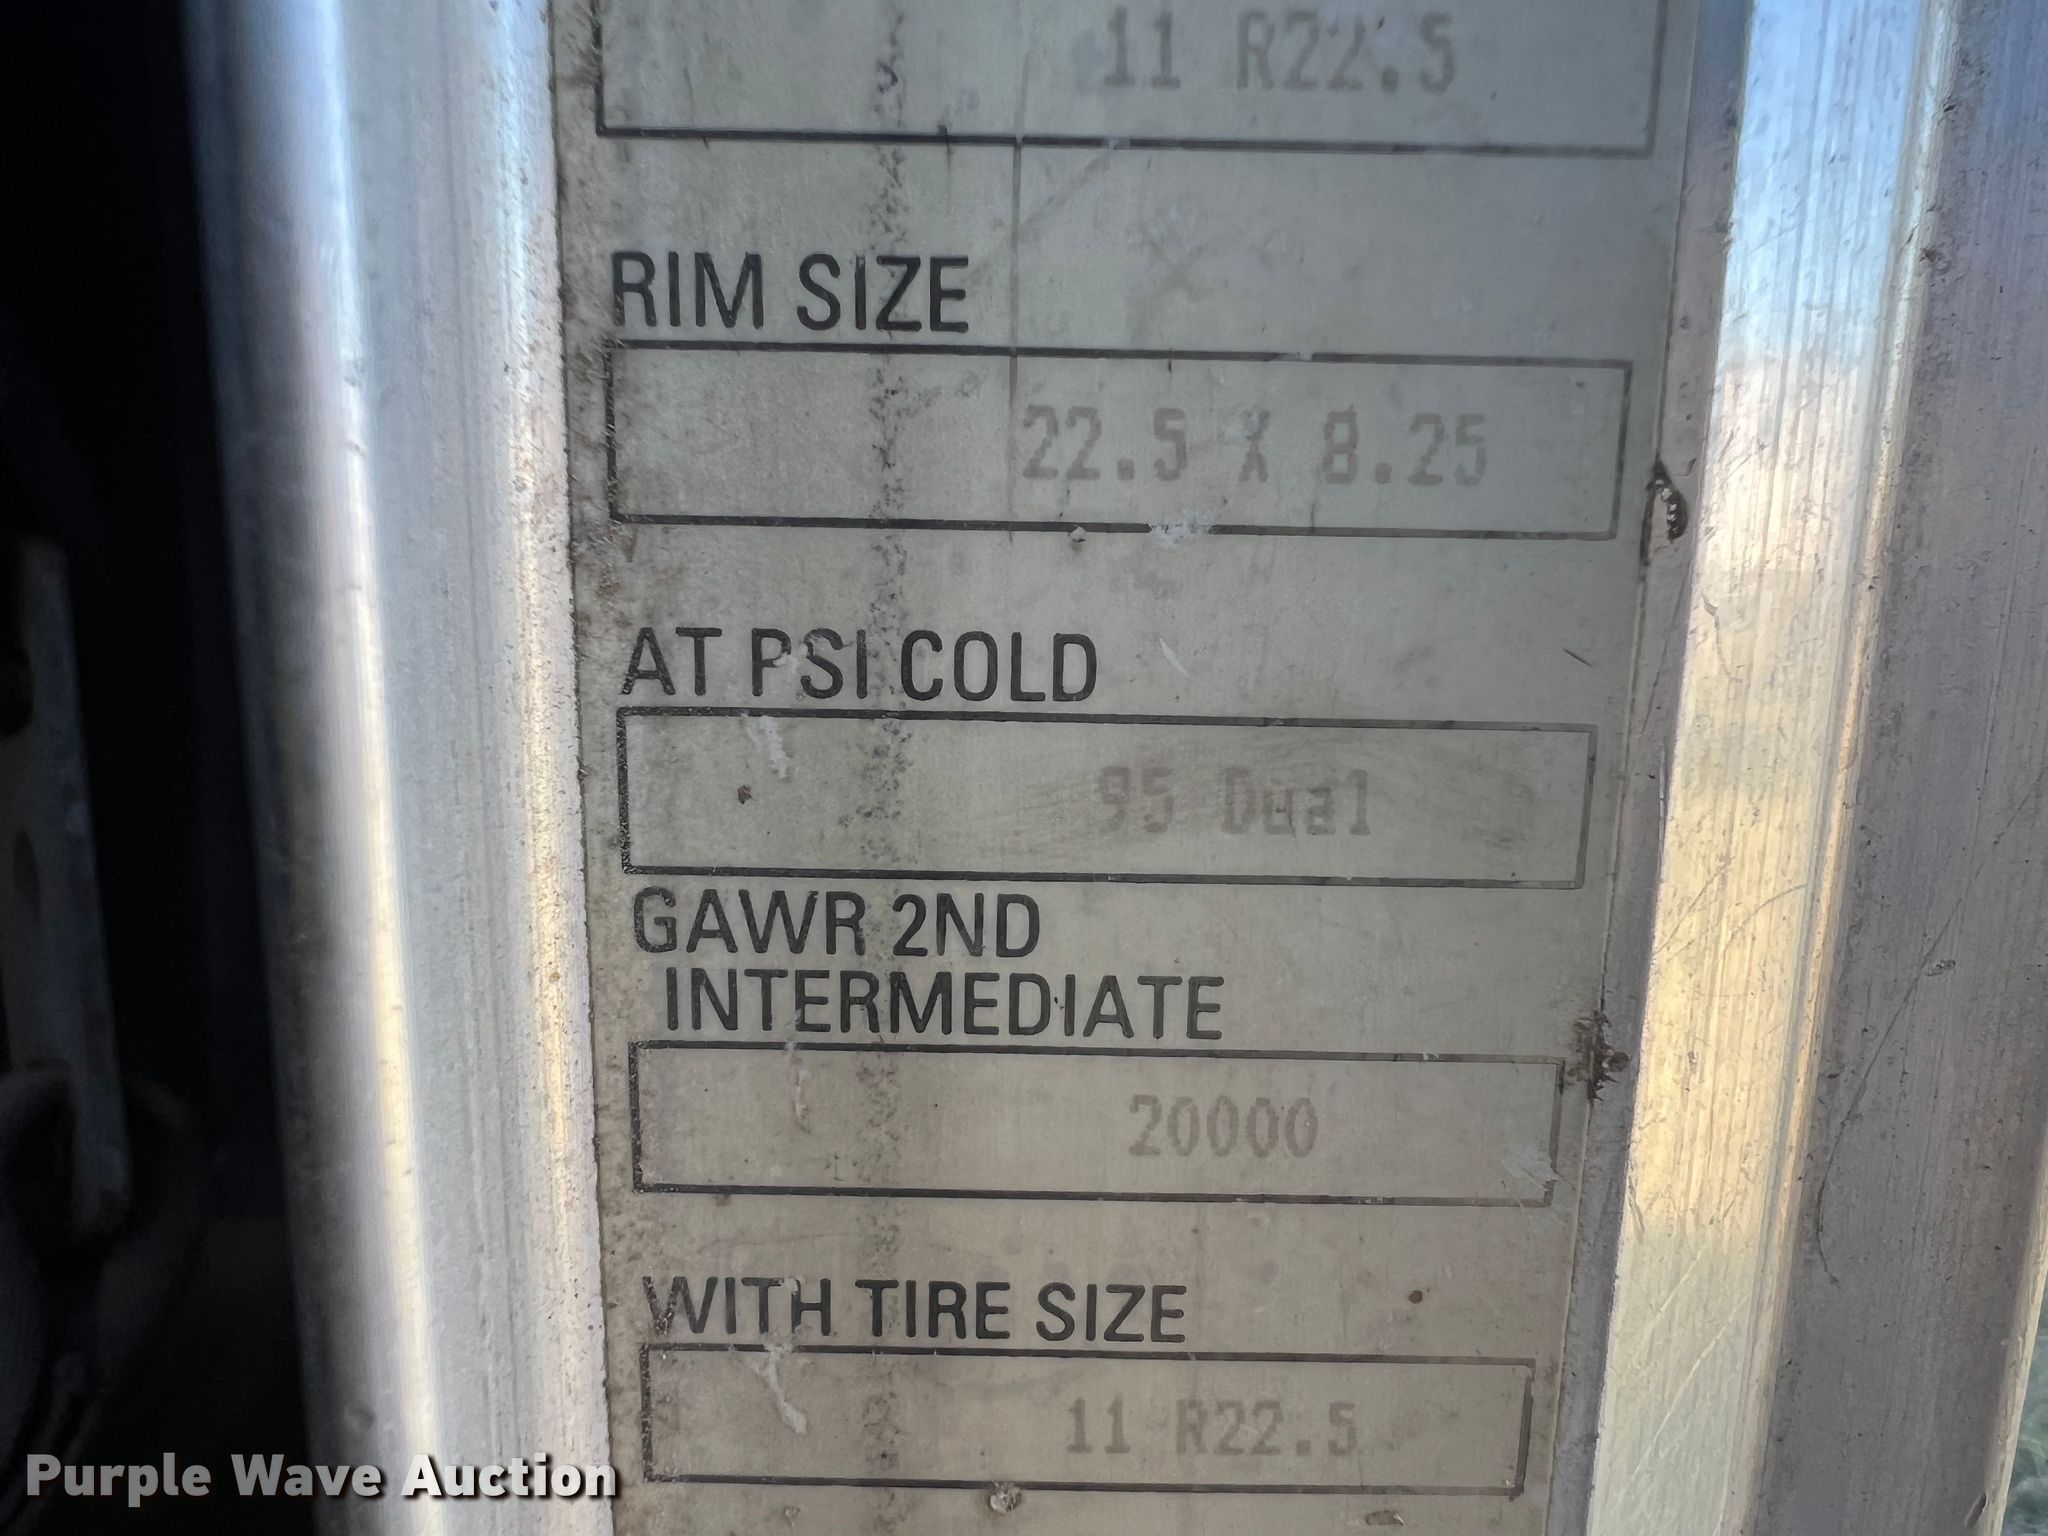 11 R22.5
RIM SIZE
22.5 X 8.25
AT PSI COLD
95 Dual
GAWR 2ND
INTERMEDIATE
20000
WITH TIRE SIZE
11 R22.5
Purple Wave Auction